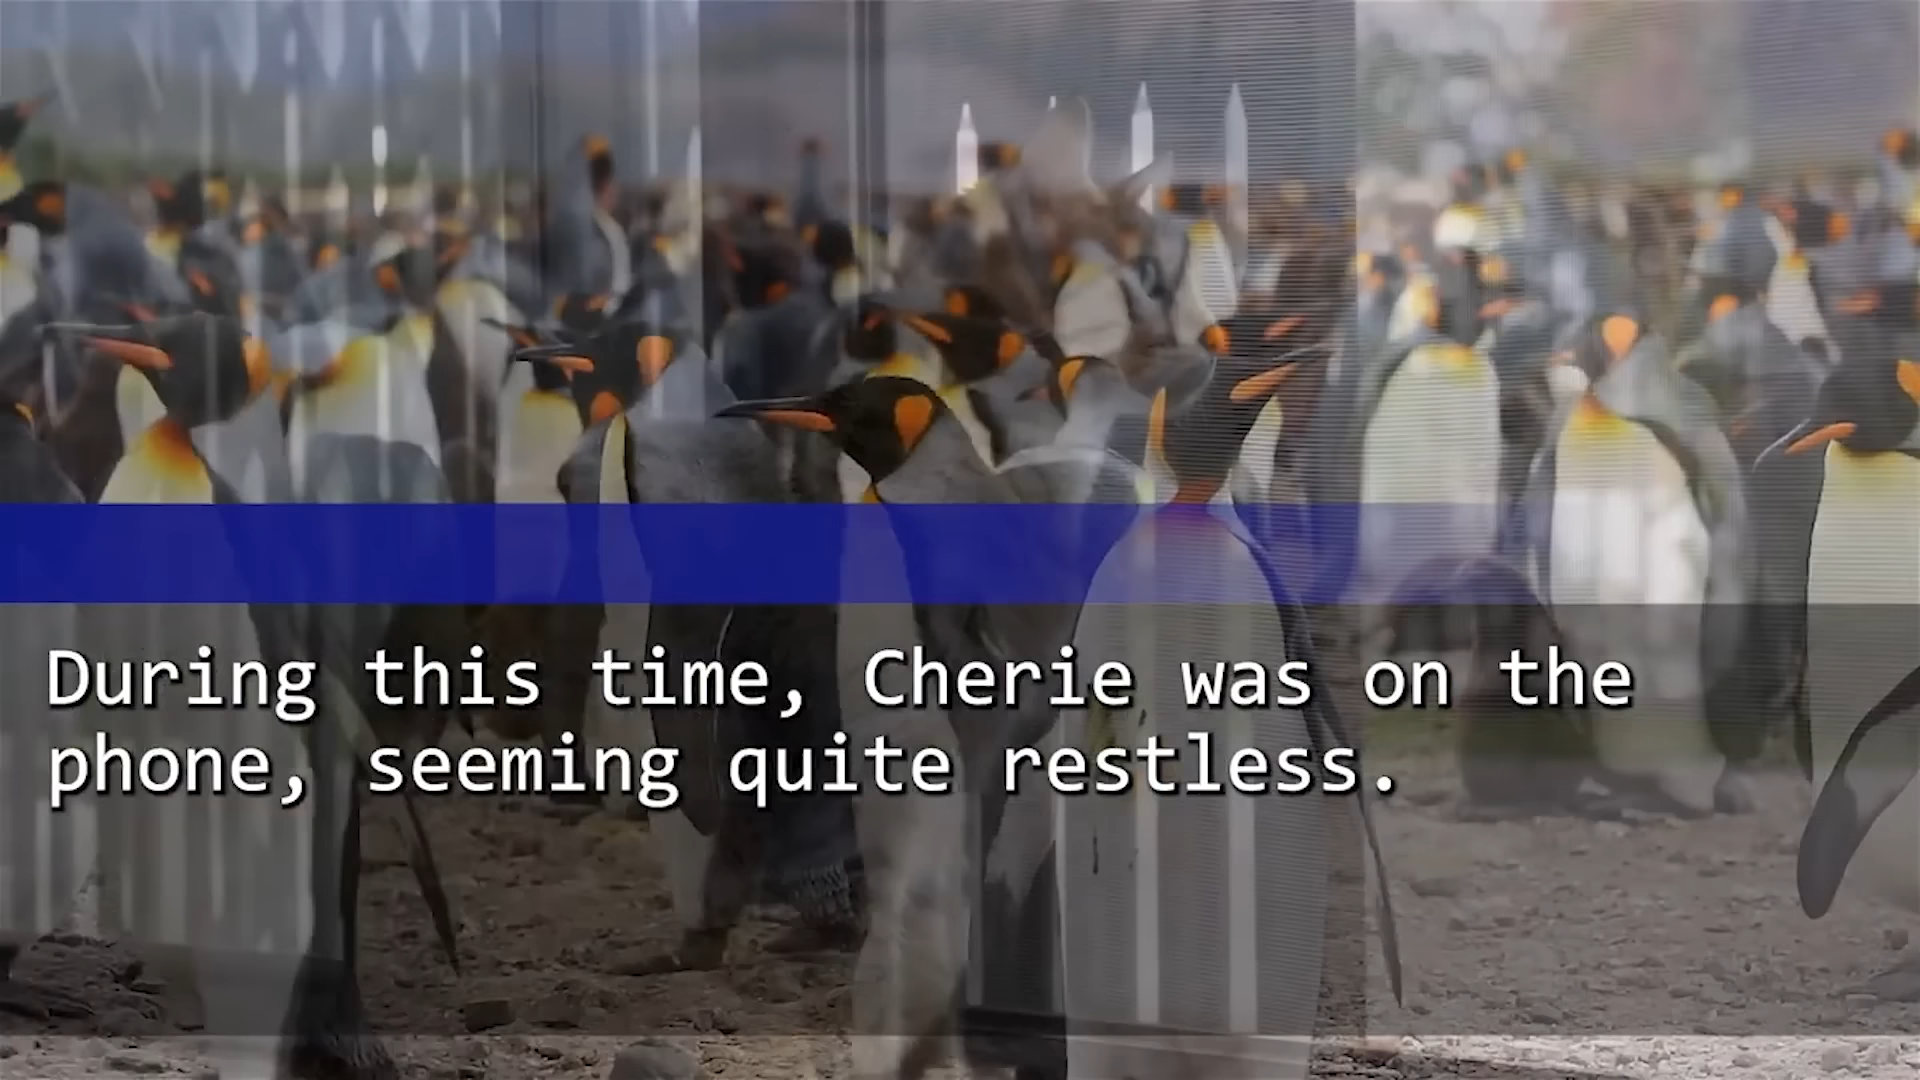 During this time, Cherie was on the
phone, seeming quite restless.